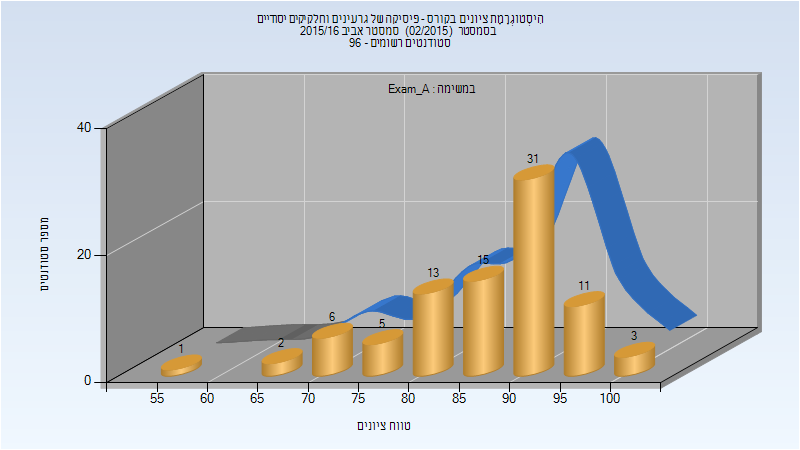 היסטוגרמת ציונים בקורס - פיסיקה של גרעינים וחלקיקים יסודיים
בסמסטר (02/2015) סמסטר אביב 2015/16
סטודנטים רשומים - 96
במשימה : Exam_A
מספר סטודנטים
40
20
0
1
2
6
5
13
15
31
11
3
55 60 65 70 75 80 85 90 95 100
טווח ציונים